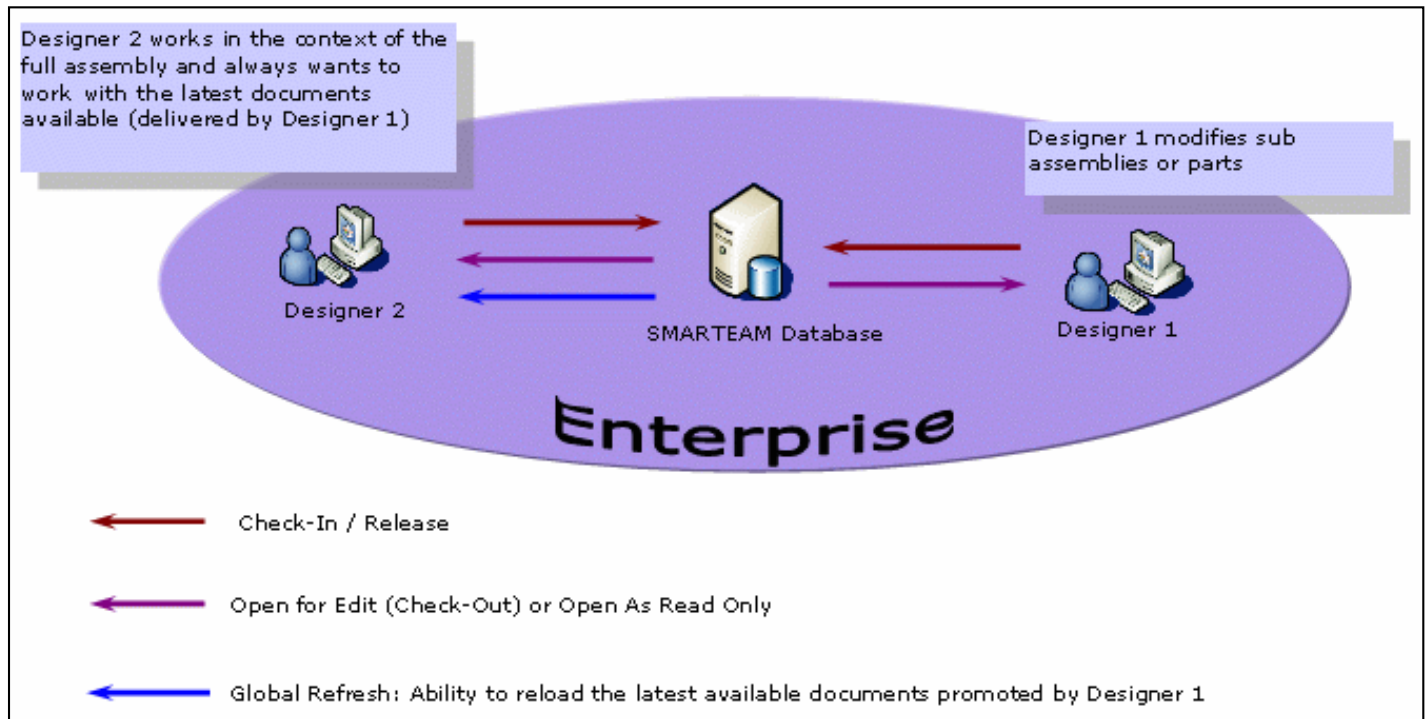 Designer 2 works in the context of the
full assembly and always wants to
work with the latest documents
available (delivered by Designer 1)
Designer 1 modifies sub
assemblies or parts
Designer 2
SMARTEAM Database
Designer 1
Enterprise
Check-In / Release
Open for Edit (Check-Out) or Open As Read Only
Global Refresh: Ability to reload the latest available documents promoted by Designer 1